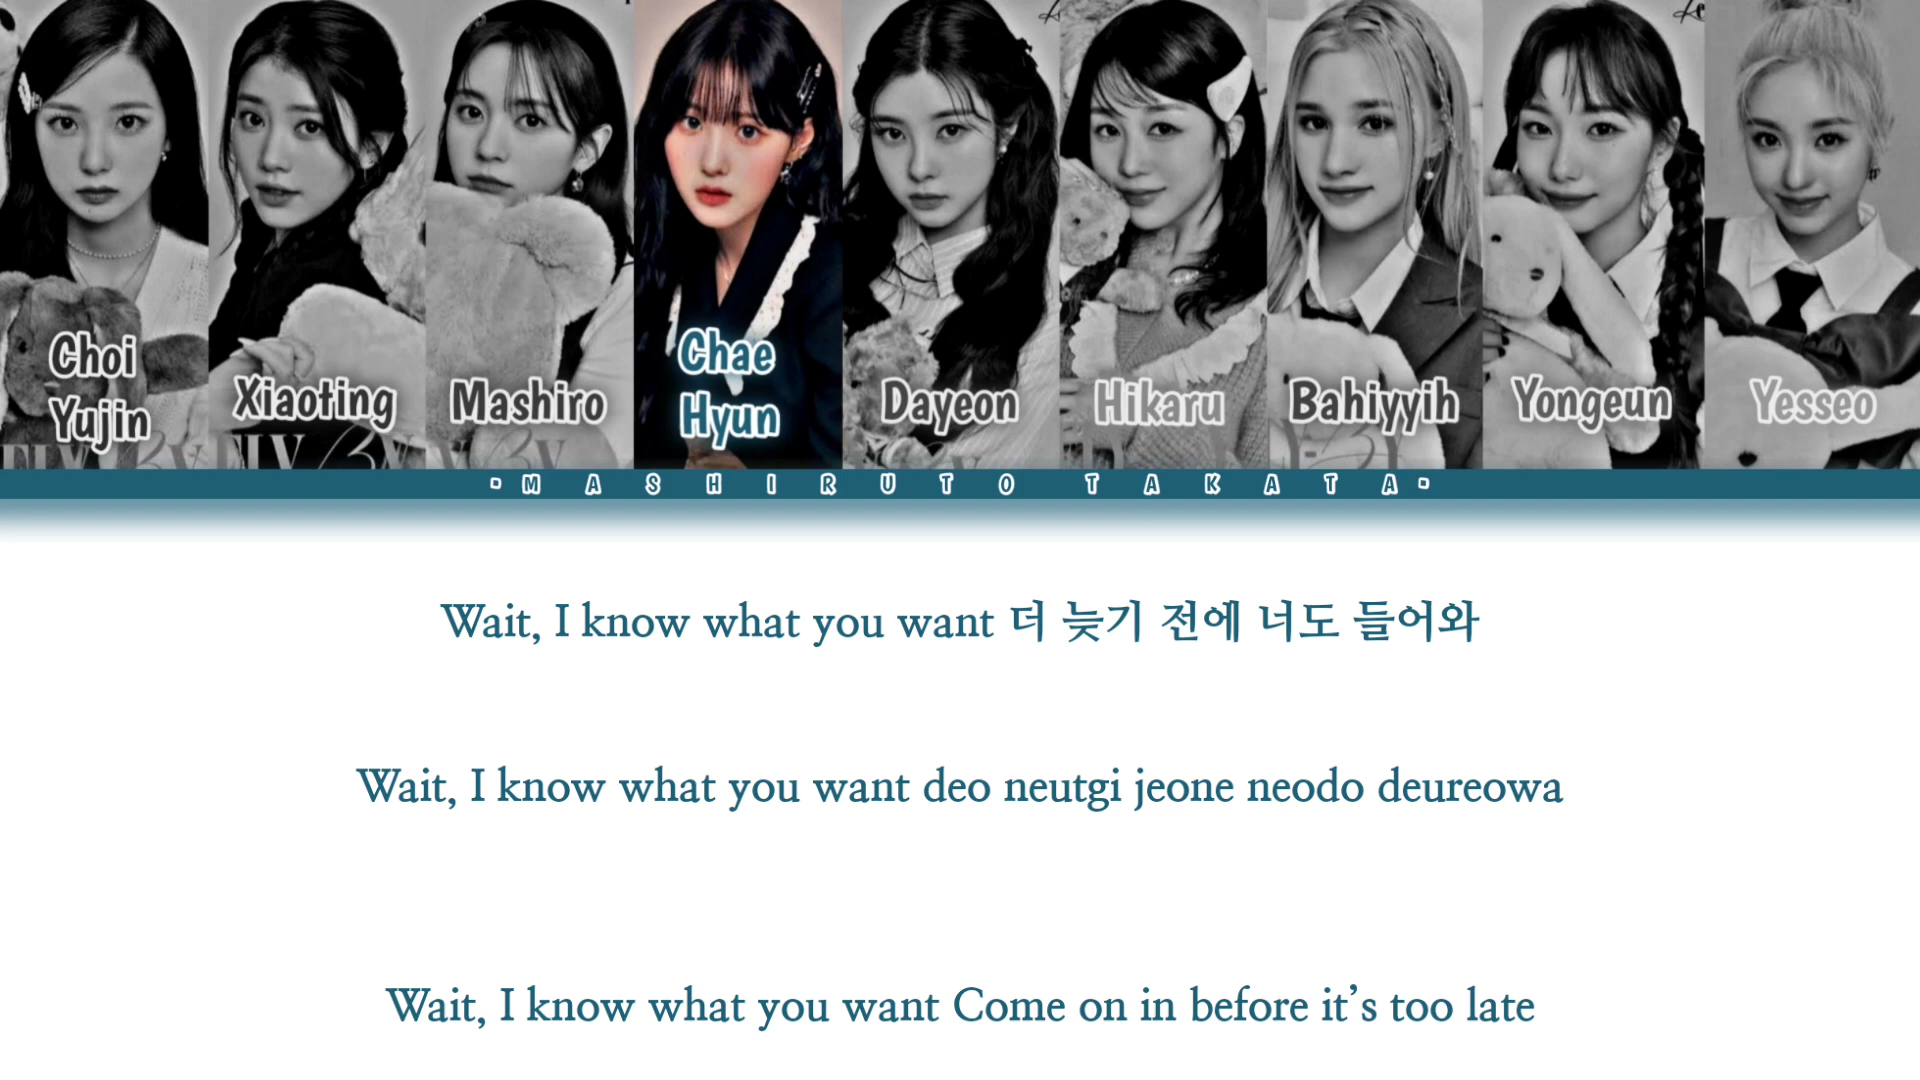 Choi
Yujin
Xiaoting
Mashiro
Chae
Hyun
Dayeon
Hikaru
Bahiyyih
Yongeun
Yesseo
•MASHIRUTO TAKATA•
Wait, I know what you want 더 늦기 전에 너도 들어와
Wait, I know what you want deo neutgi jeone neodo deureowa
Wait, I know what you want Come on in before it’s too late